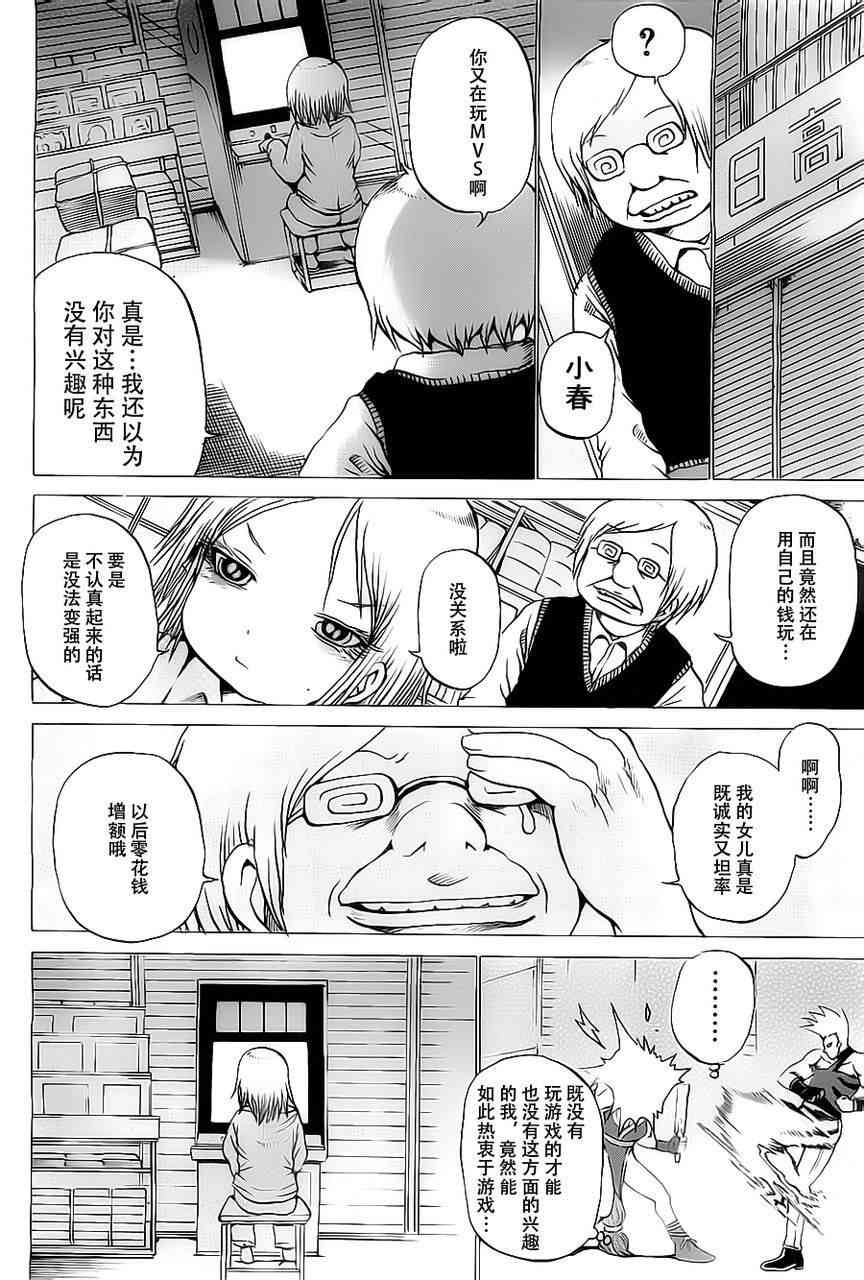 日高
？
小春
你又在玩MVS啊
真是…我还以为
你对这种东西
没有兴趣呢
而且竟然还在
用自己的钱玩…
没关系啦
要是
不认真起来的话
是没法变强的
啊啊……
我的女儿真是
既诚实又坦率
以后零花钱
增额哦
………
既没有
玩游戏的才能
也没有这方面的兴趣
的我，竟然能
如此热衷于游戏…